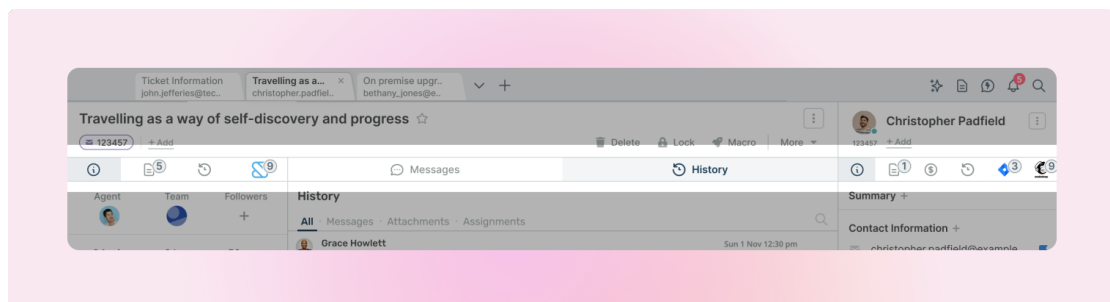 Ticket Information
john.jefferies@tec..
Travelling as a...
christopher.padfiel..
On premise upgr..
bethany_jones@e..
5
Travelling as a way of self-discovery and progress
Christopher Padfield
123457
+ Add
Delete
Lock
Macro
More
123457
+ Add
5
9
Messages
History
1
3
9
Agent
Team
Followers
History
Summary +
All · Messages · Attachments · Assignments
Contact Information +
Grace Howlett
Sun 1 Nov 12:30 pm
christopher.padfield@example